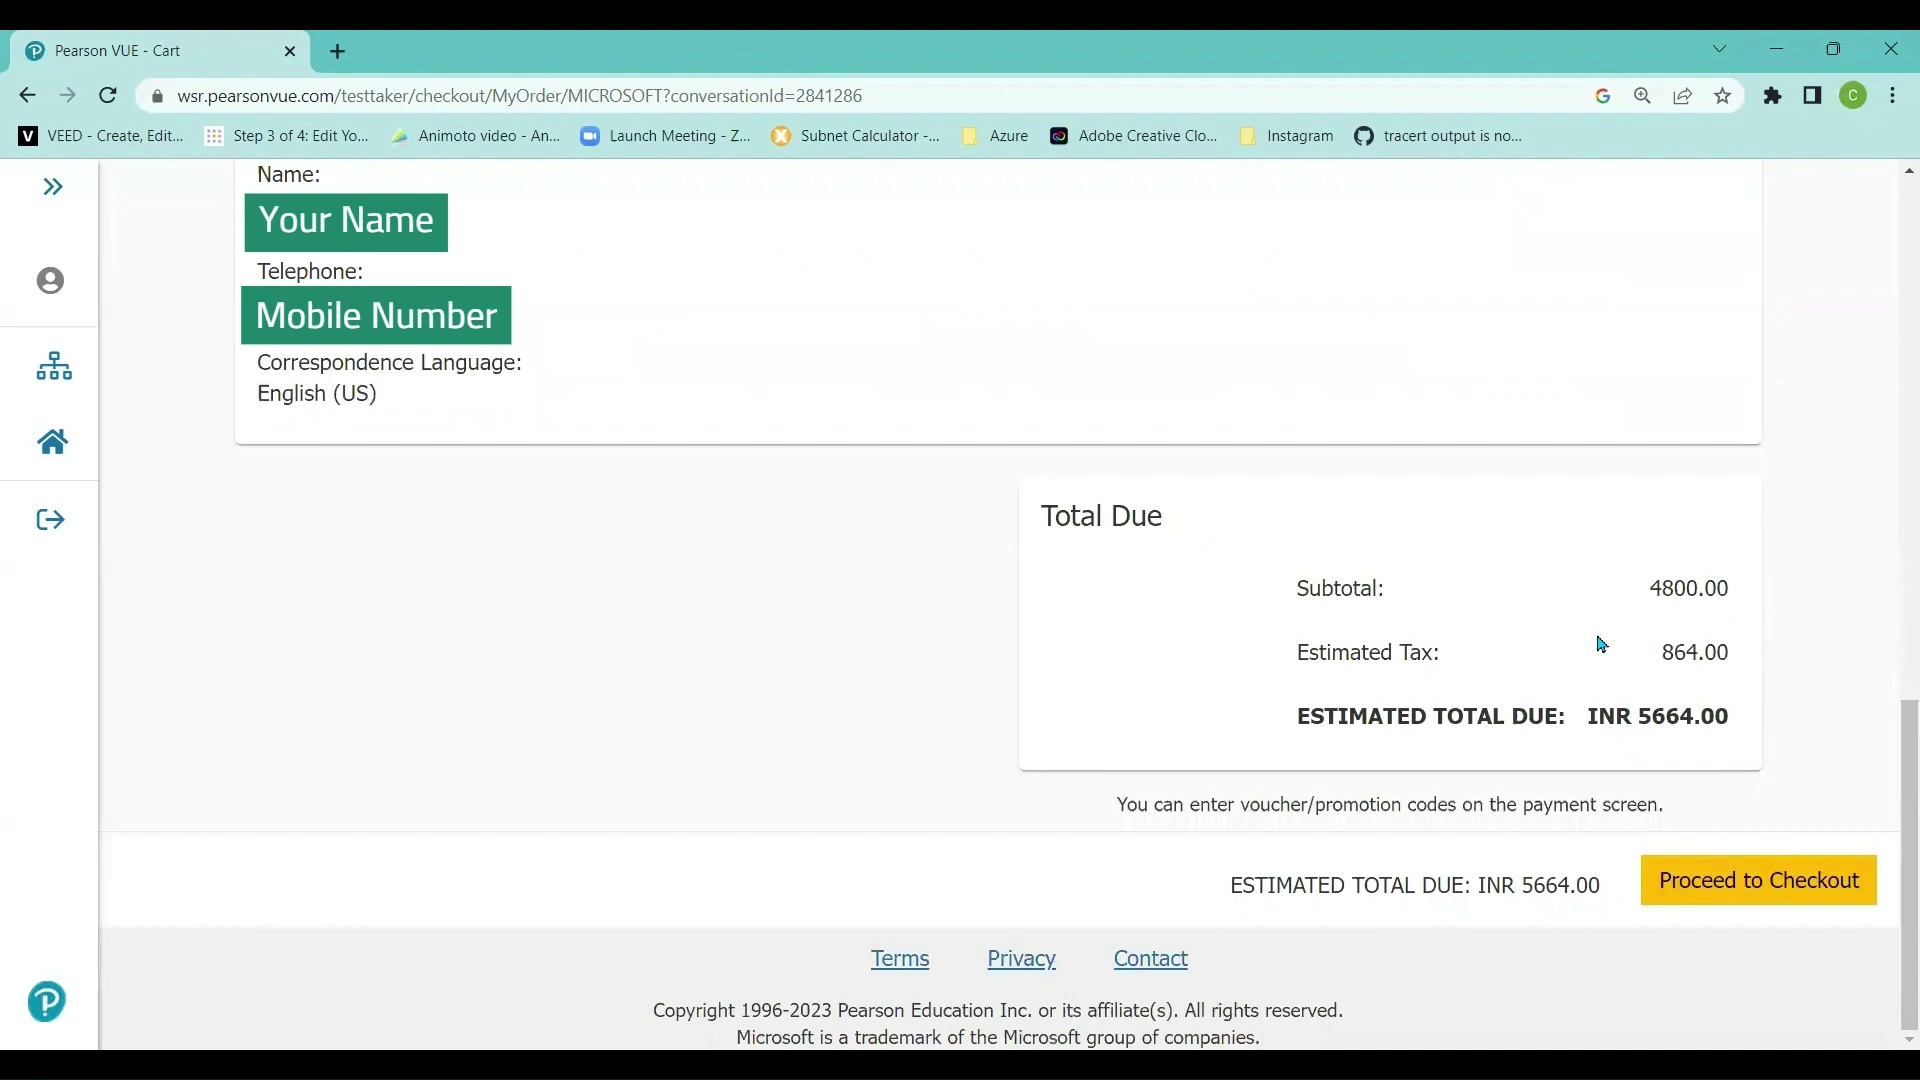 Pearson VUE - Cart
wsr.pearsonvue.com/testtaker/checkout/MyOrder/MICROSOFT?conversationId=2841286
C
VEED - Create, Edit... Step 3 of 4: Edit Yo... Animoto video - An... Launch Meeting - Z... Subnet Calculator -... Azure Adobe Creative Clo... Instagram tracert output is no...
Name:
Your Name
Telephone:
Mobile Number
Correspondence Language:
English (US)
Total Due
Subtotal: 4800.00
Estimated Tax: 864.00
ESTIMATED TOTAL DUE: INR 5664.00
You can enter voucher/promotion codes on the payment screen.
ESTIMATED TOTAL DUE: INR 5664.00 Proceed to Checkout
Terms Privacy Contact
Copyright 1996-2023 Pearson Education Inc. or its affiliate(s). All rights reserved.
Microsoft is a trademark of the Microsoft group of companies.